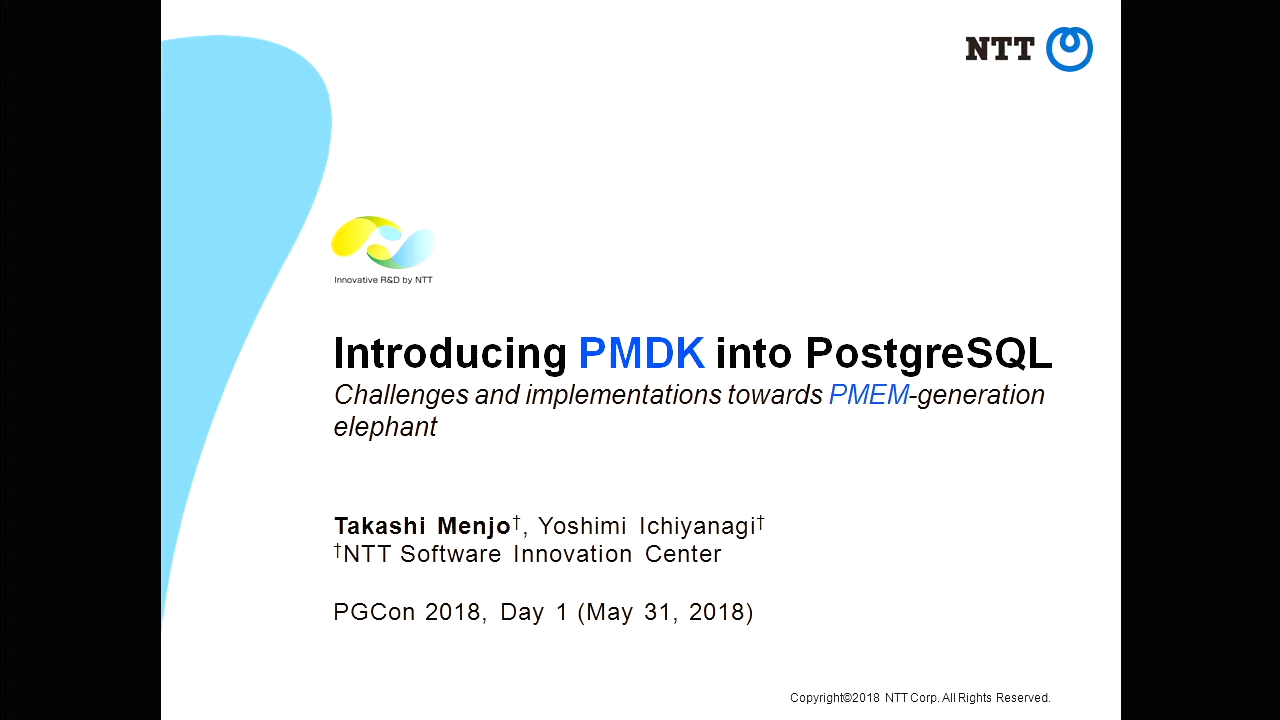 NTT
Innovative R&D by NTT
Introducing PMDK into PostgreSQL
Challenges and implementations towards PMEM-generation
elephant
Takashi Menjo†, Yoshimi Ichiyanagi†
†NTT Software Innovation Center
PGCon 2018, Day 1 (May 31, 2018)
Copyright©2018 NTT Corp. All Rights Reserved.